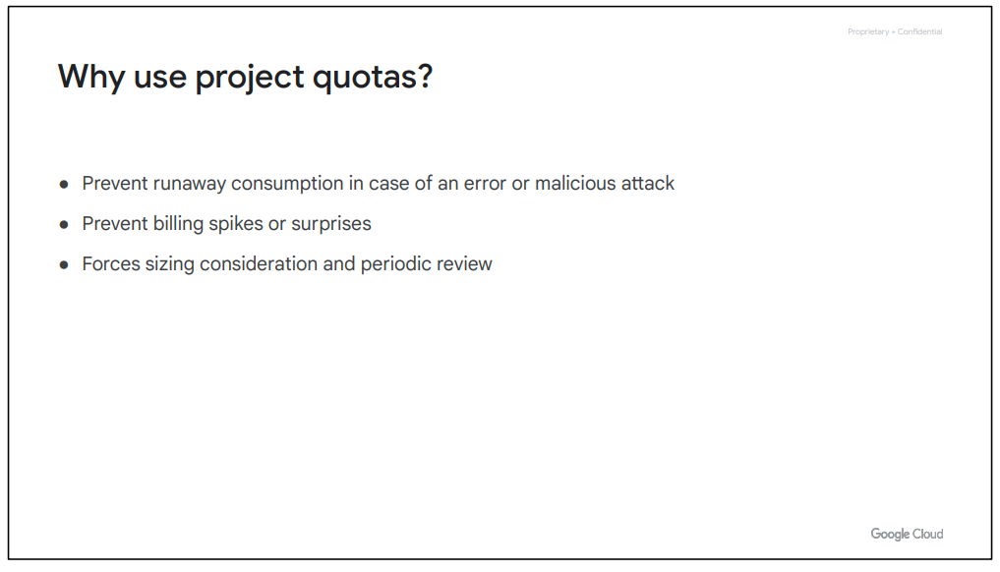 Proprietary + Confidential
Why use project quotas?
● Prevent runaway consumption in case of an error or malicious attack
● Prevent billing spikes or surprises
● Forces sizing consideration and periodic review
Google Cloud